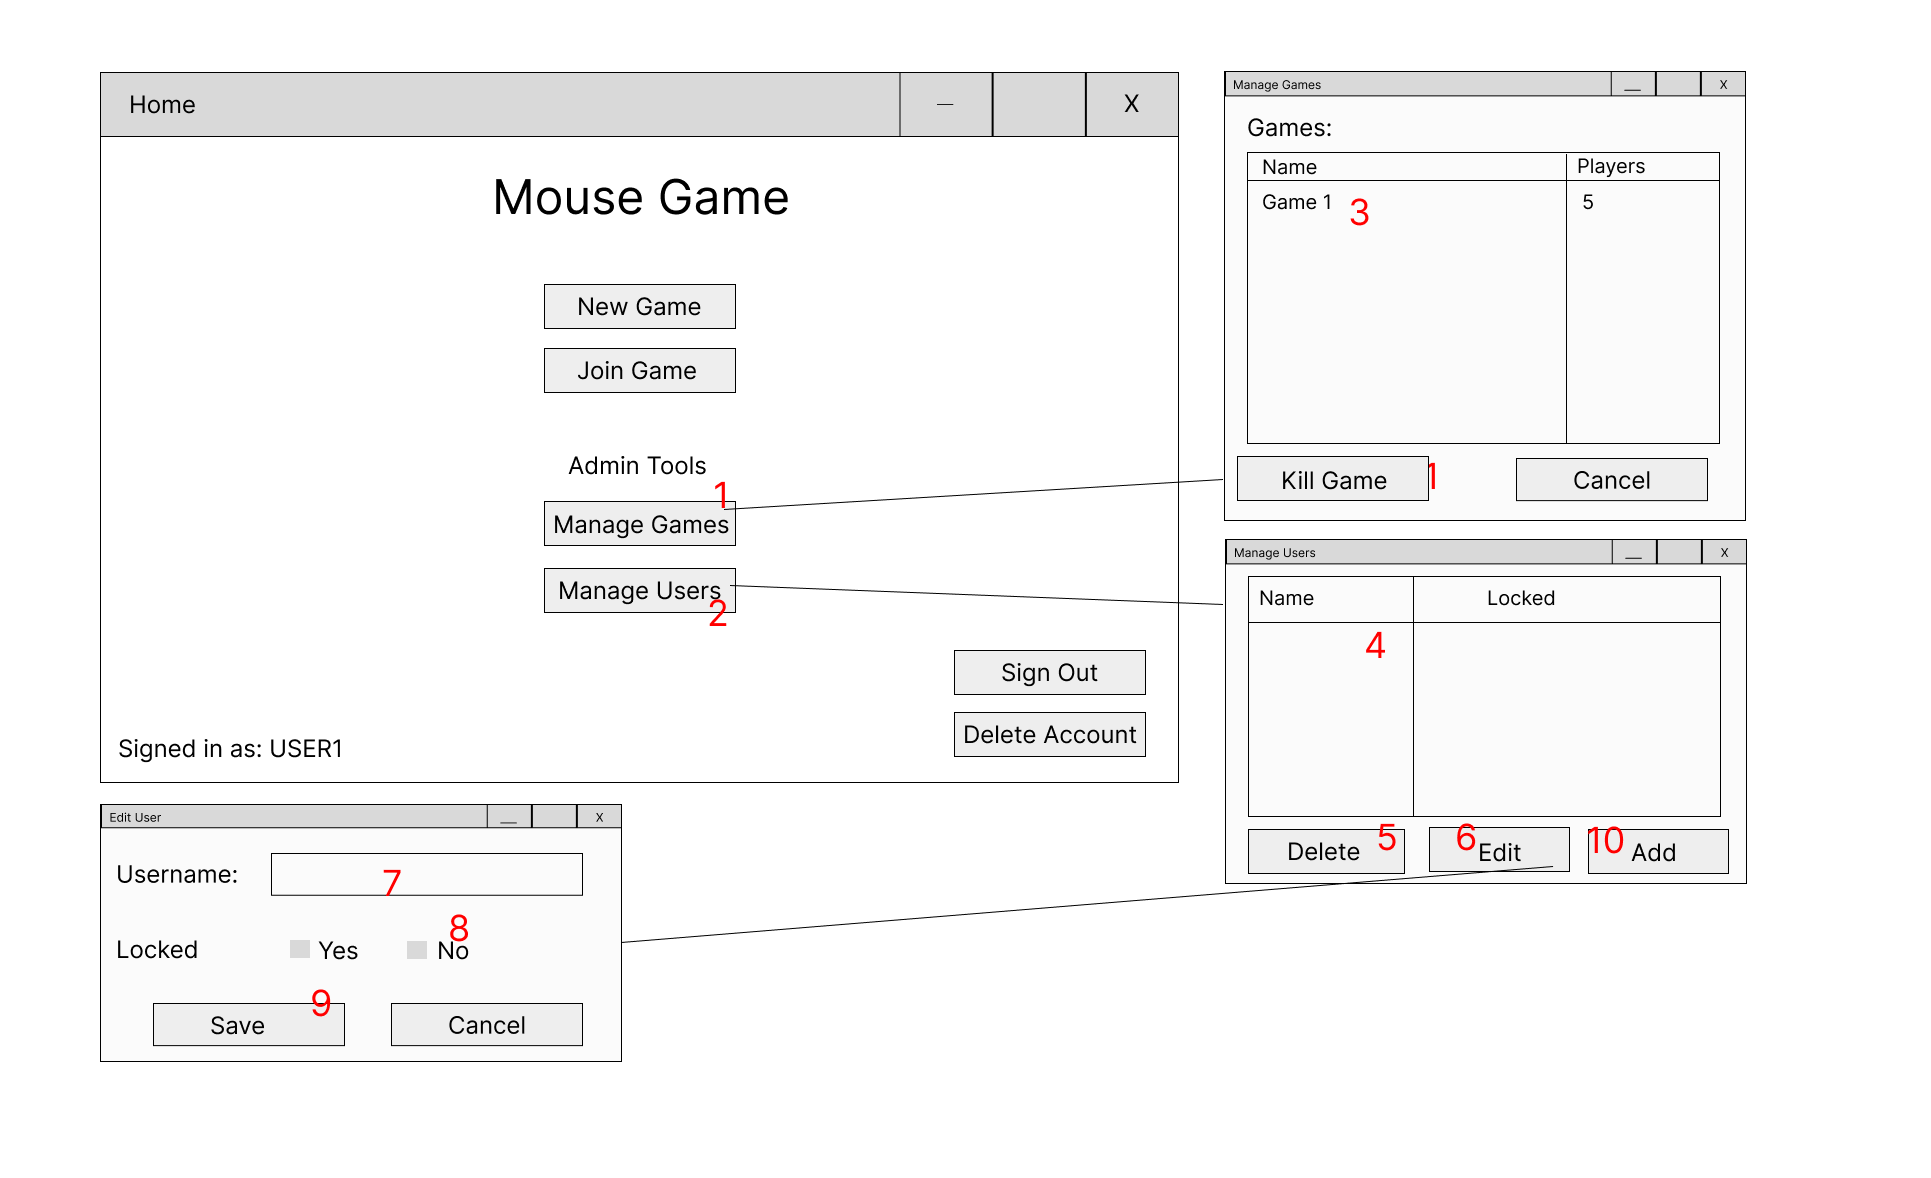 Home
—
X
Mouse Game
New Game
Join Game
Admin Tools
1
Manage Games
Manage Users
2
Sign Out
Delete Account
Signed in as: USER1
Manage Games
__
X
Games:
Name Players
Game 1 3 5
Kill Game 1 Cancel
Manage Users
__
X
Name Locked
4
Delete 5 6 Edit 10 Add
Edit User
__
X
Username: 7
8
Locked Yes No
9
Save Cancel